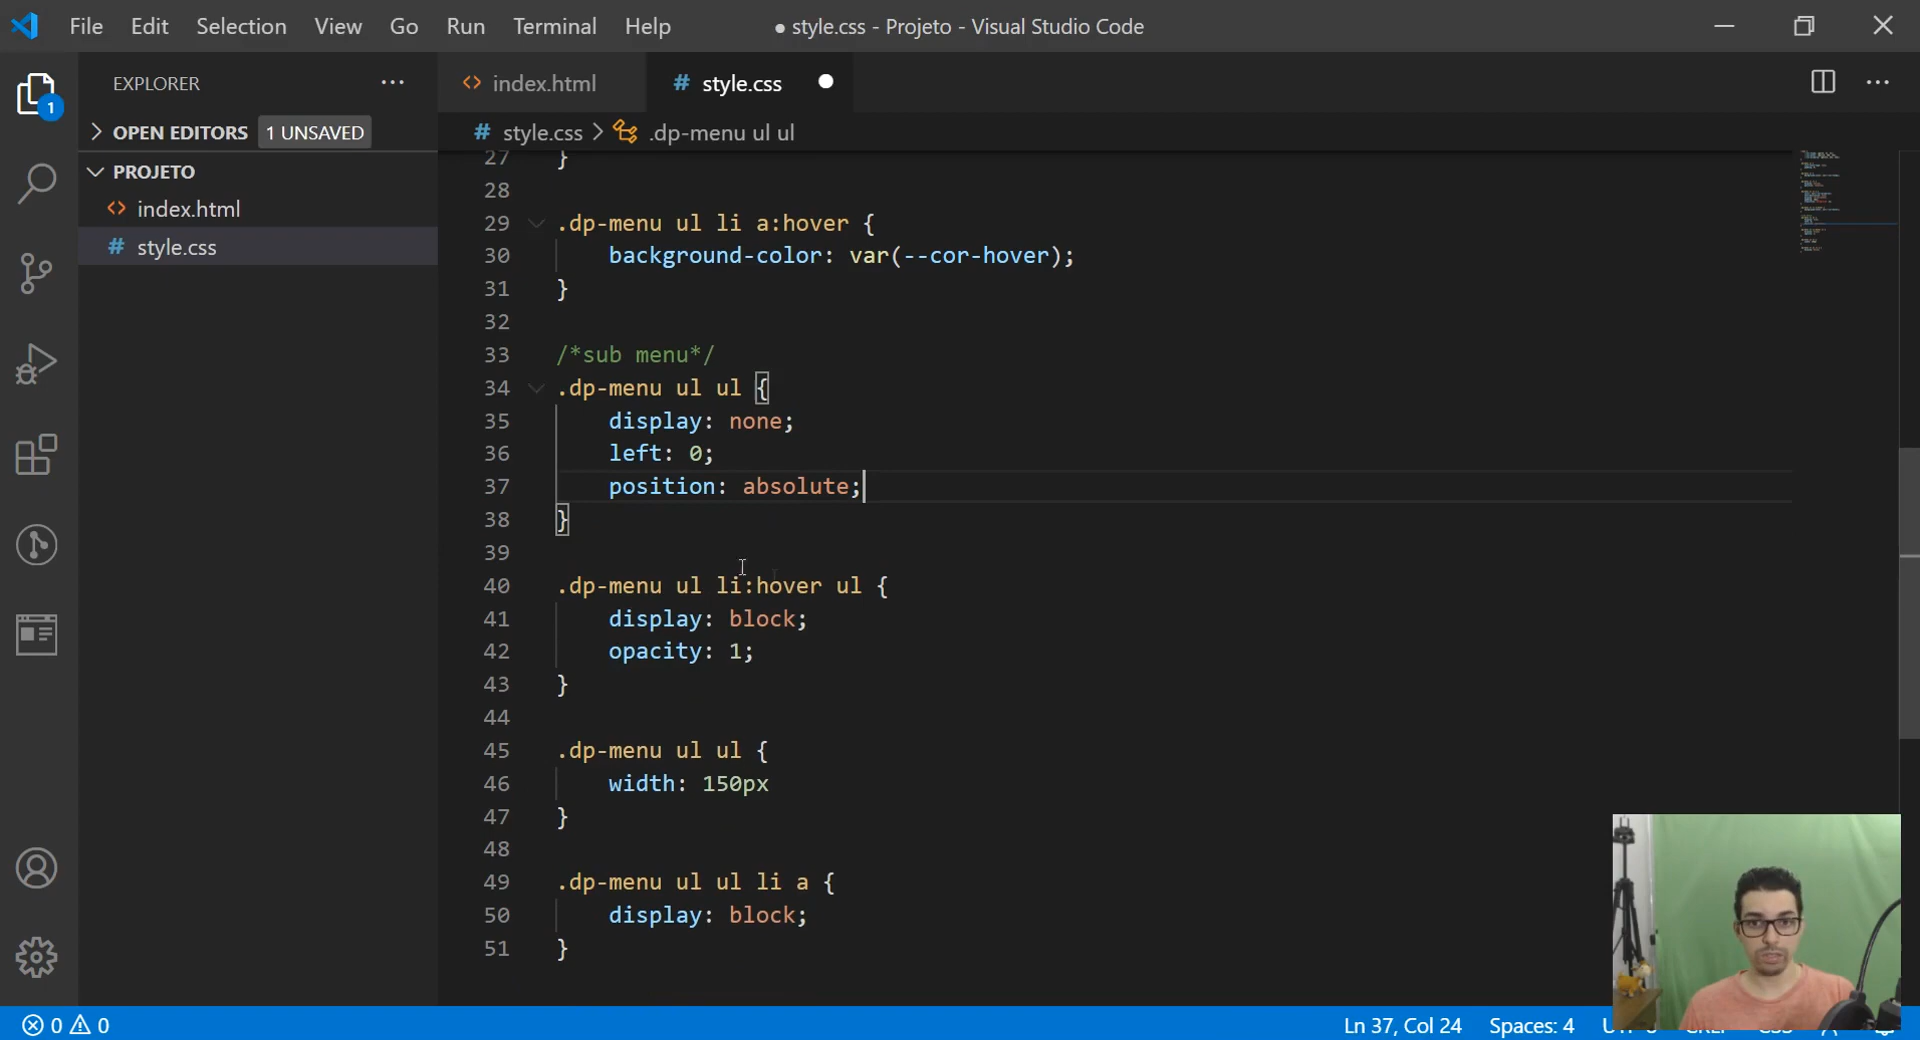 File Edit Selection View Go Run Terminal Help ● style.css - Projeto - Visual Studio Code
EXPLORER ···
OPEN EDITORS 1 UNSAVED
PROJETO
index.html
# style.css
1
index.html # style.css ●
# style.css > .dp-menu ul ul
27 }
28
29 .dp-menu ul li a:hover {
30 background-color: var(--cor-hover);
31 }
32
33 /*sub menu*/
34 .dp-menu ul ul {
35 display: none;
36 left: 0;
37 position: absolute;
38 }
39
40 .dp-menu ul li:hover ul {
41 display: block;
42 opacity: 1;
43 }
44
45 .dp-menu ul ul {
46 width: 150px
47 }
48
49 .dp-menu ul ul li a {
50 display: block;
51 }
0 0 Ln 37, Col 24 Spaces: 4